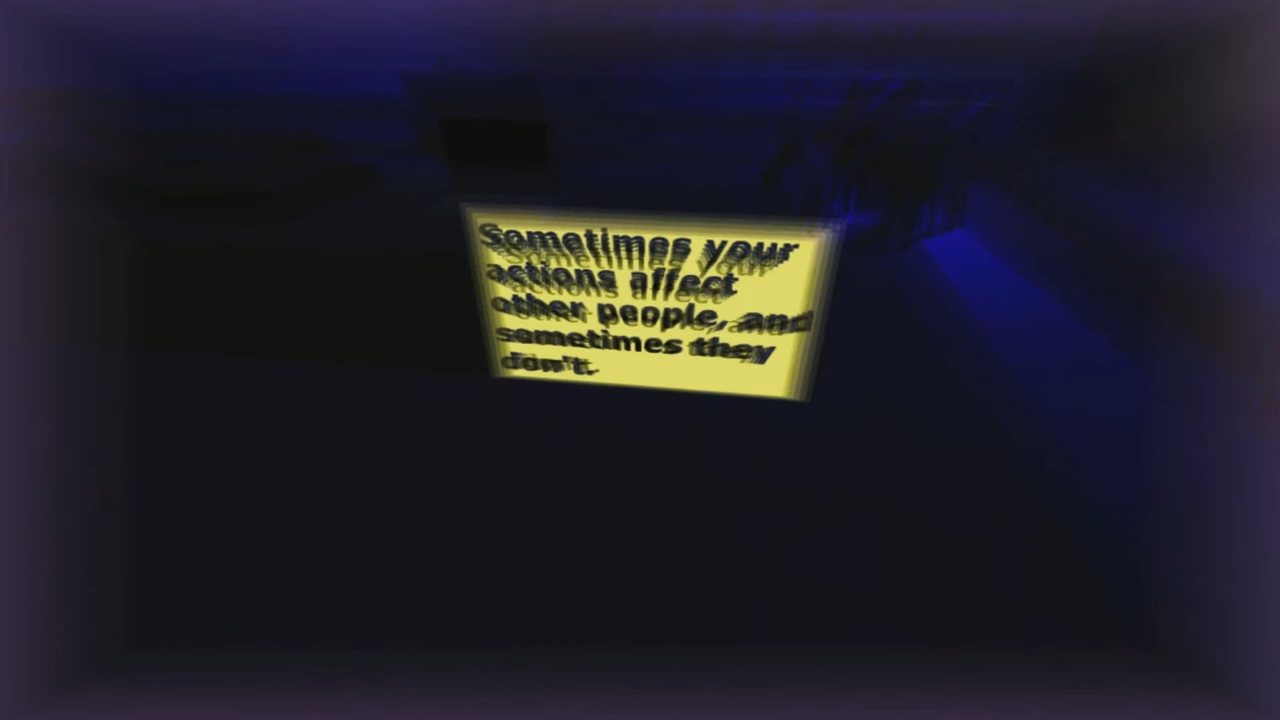 Sometimes your
actions affect
other people, and
sometimes they
don't.